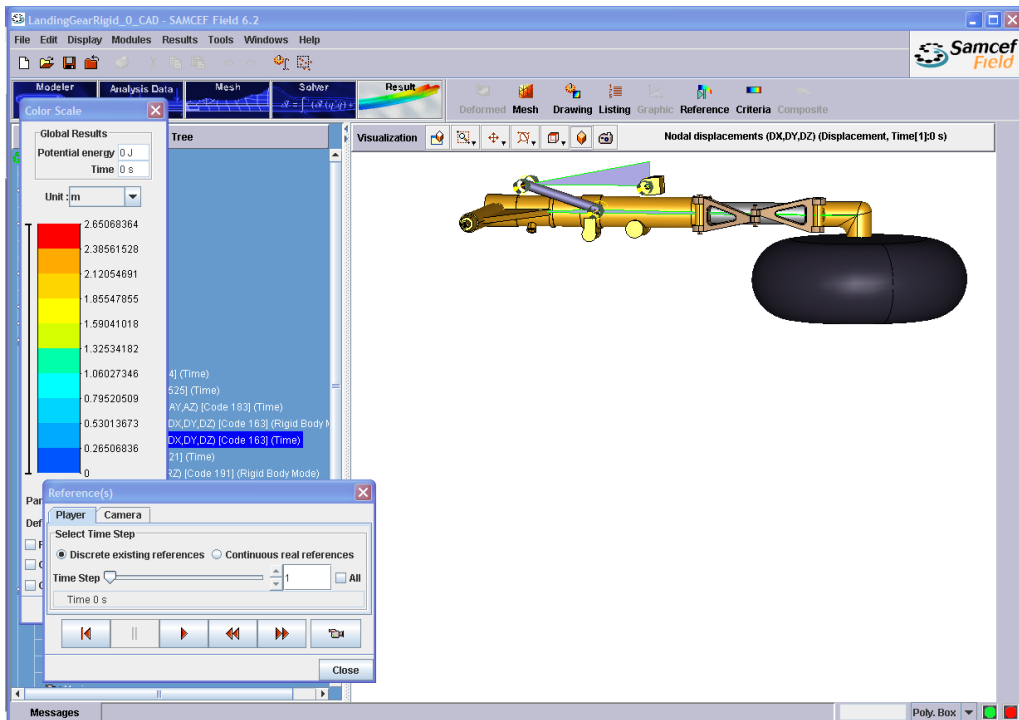 LandingGearRigid_0_CAD - SAMCEF Field 6.2
File Edit Display Modules Results Tools Windows Help
Samcef
Field
Modeler
Analysis Data
Mesh
Solver
Result
Deformed Mesh Drawing Listing Graphic Reference Criteria Composite
Color Scale
Global Results
Potential energy 0 J
Time 0 s
Unit : m
2.65068364
2.38561528
2.12054691
1.85547855
1.59041018
1.32534182
1.06027346
0.79520509
0.53013673
0.26506836
0
Par
Def
Tree
4] (Time)
525] (Time)
AY,AZ) [Code 183] (Time)
DX,DY,DZ) [Code 163] (Rigid Body M
DX,DY,DZ) [Code 163] (Time)
21] (Time)
RZ) [Code 191] (Rigid Body Mode)
Visualization
Nodal displacements (DX,DY,DZ) (Displacement, Time[1]:0 s)
Reference(s)
Player Camera
Select Time Step
Discrete existing references Continuous real references
Time Step 1 All
Time 0 s
Close
Messages
Poly. Box